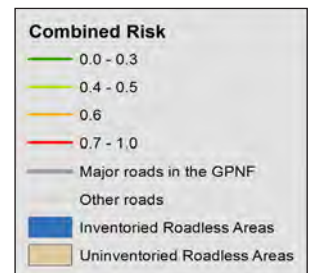 Combined Risk
0.0 - 0.3
0.4 - 0.5
0.6
0.7 - 1.0
Major roads in the GPNF
Other roads
Inventoried Roadless Areas
Uninventoried Roadless Areas